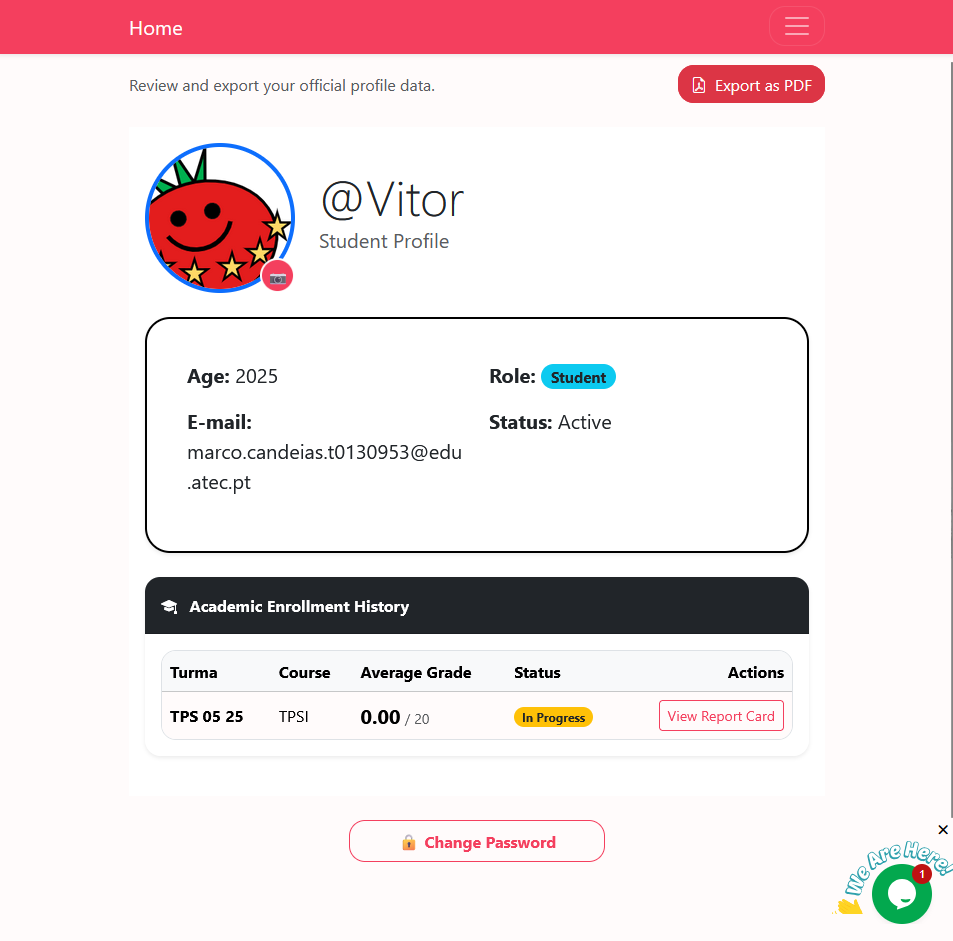 Home
Review and export your official profile data.
Export as PDF
@Vitor
Student Profile
Age: 2025
Role: Student
E-mail:
marco.candeias.t0130953@edu
.atec.pt
Status: Active
Academic Enrollment History
Turma Course Average Grade Status Actions
TPS 05 25 TPSI 0.00 / 20 In Progress View Report Card
Change Password
We Are Here!
1